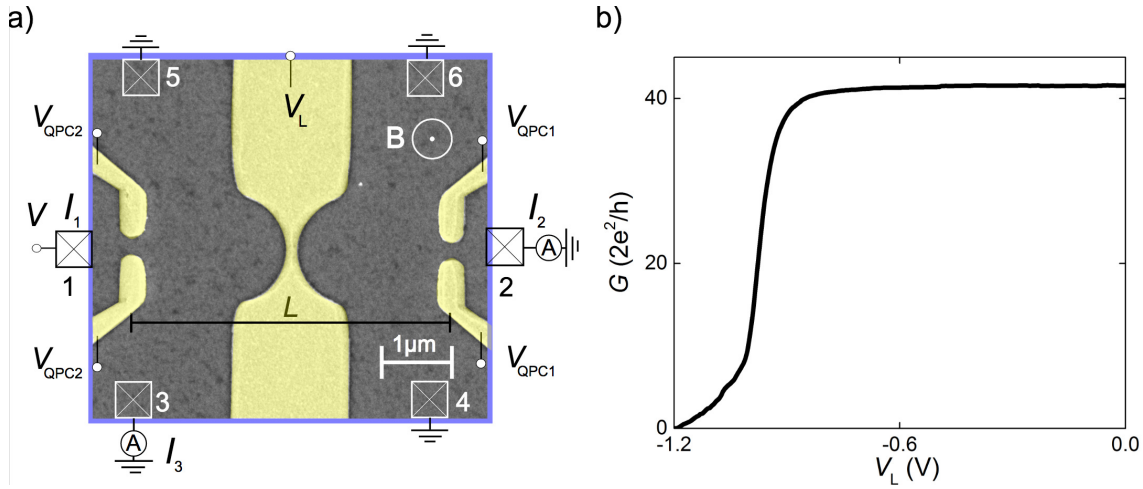 a)
5
6
V_L
V_QPC2
V_QPC1
B
V
I_1
I_2
A
1
2
L
1μm
V_QPC2
V_QPC1
3
4
A
I_3
b)
G (2e²/h)
40
20
0
-1.2
-0.6
0.0
V_L (V)